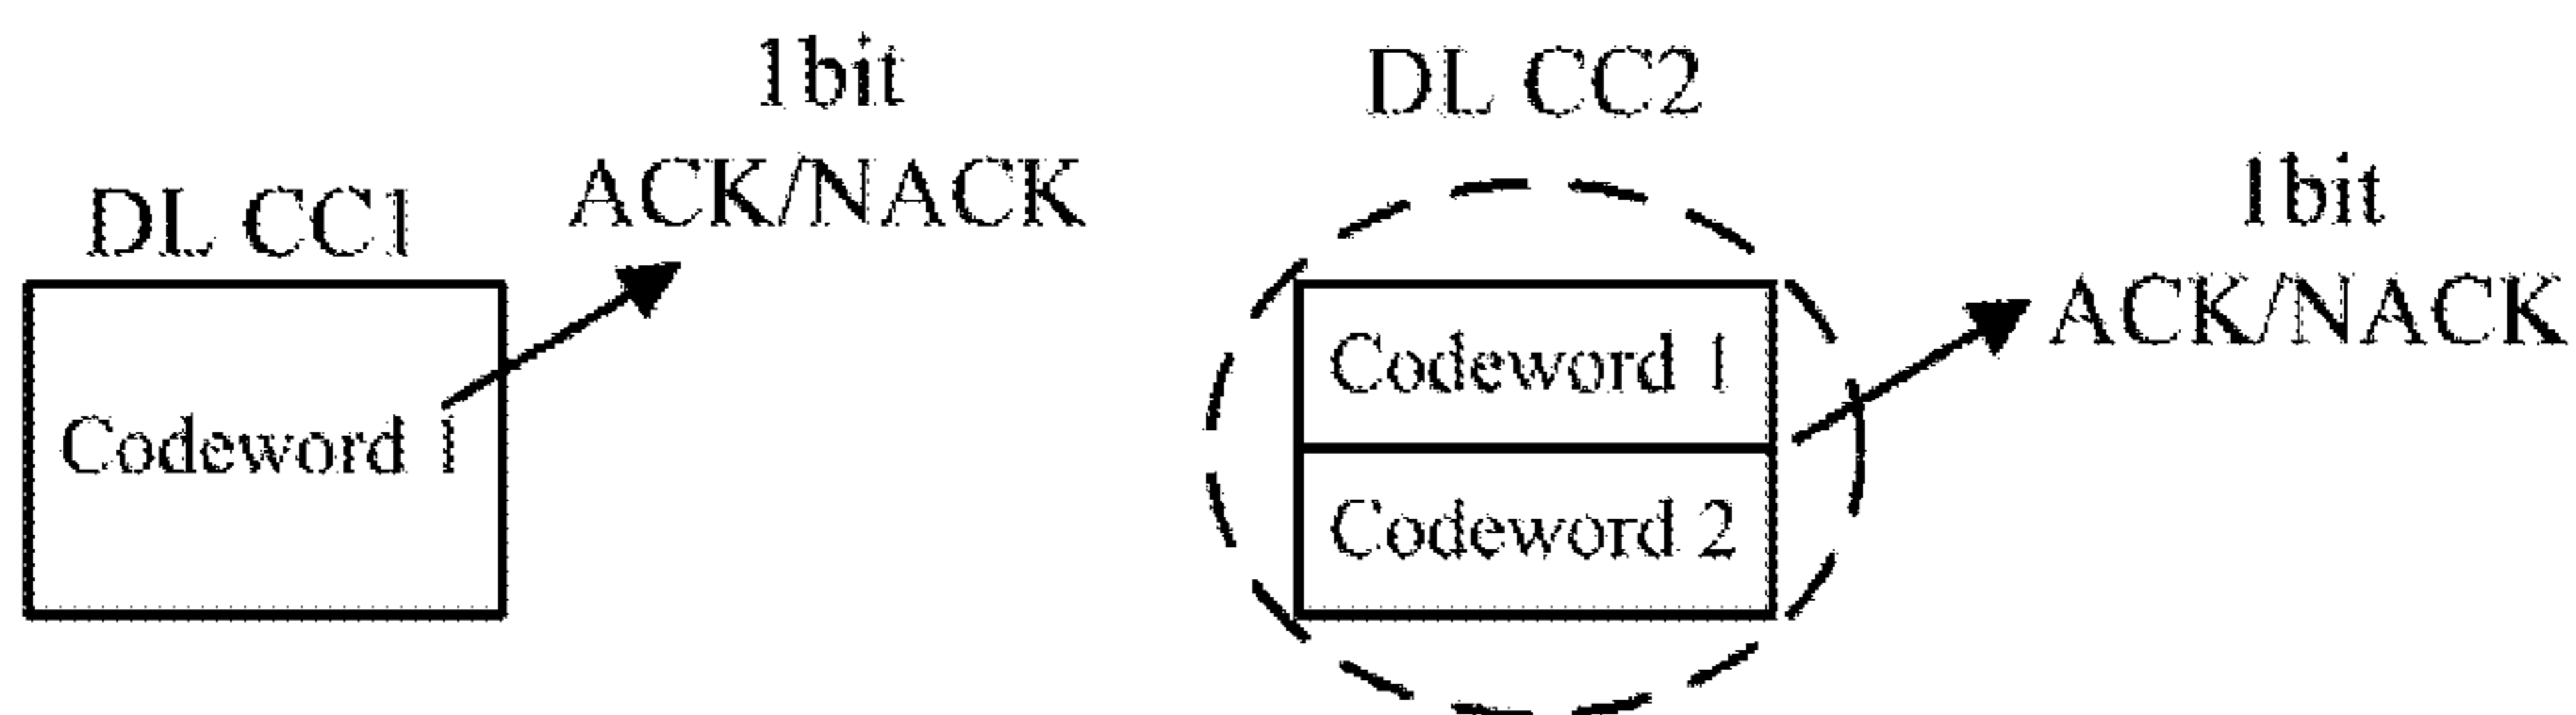 DL CC1
1bit
ACK/NACK
Codeword 1
DL CC2
1bit
ACK/NACK
Codeword 1
Codeword 2